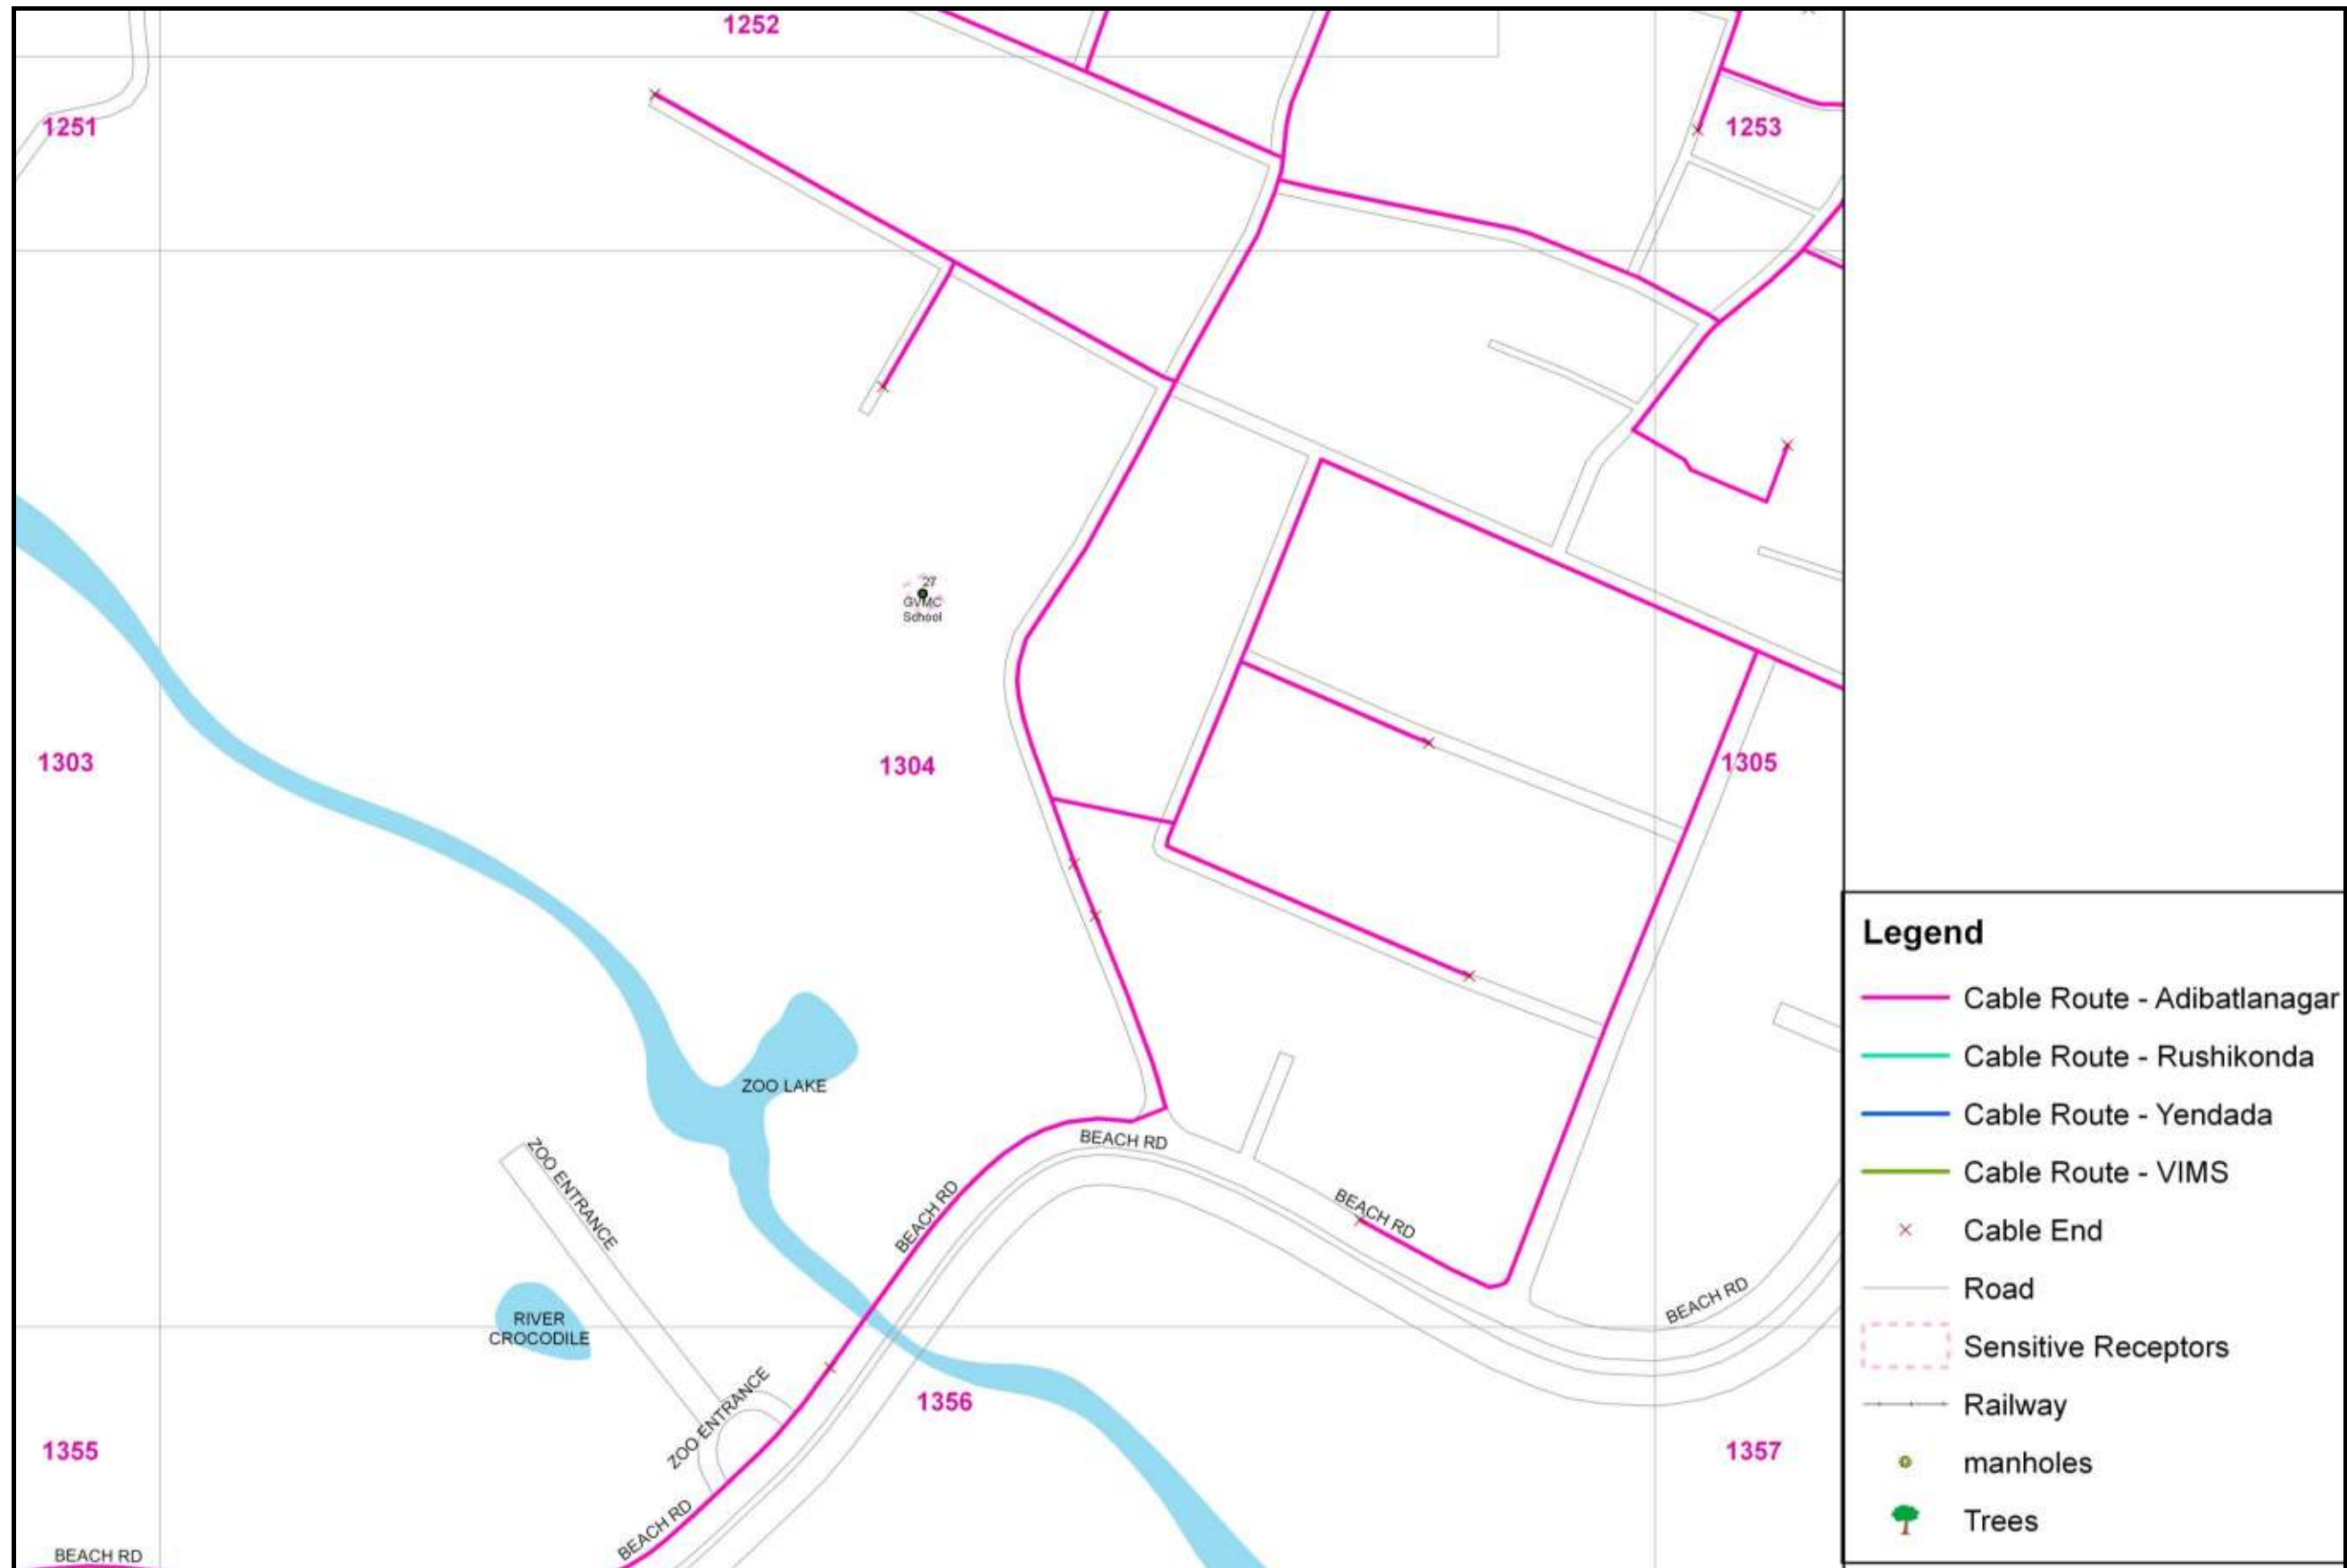 1252
1251
1253
27
GVMC
School
1303
1304
1305
ZOO LAKE
BEACH RD
ZOO ENTRANCE
BEACH RD
BEACH RD
BEACH RD
RIVER
CROCODILE
ZOO ENTRANCE
1356
1355
1357
BEACH RD
BEACH RD
Legend
Cable Route - Adibatlanagar
Cable Route - Rushikonda
Cable Route - Yendada
Cable Route - VIMS
Cable End
Road
Sensitive Receptors
Railway
manholes
Trees